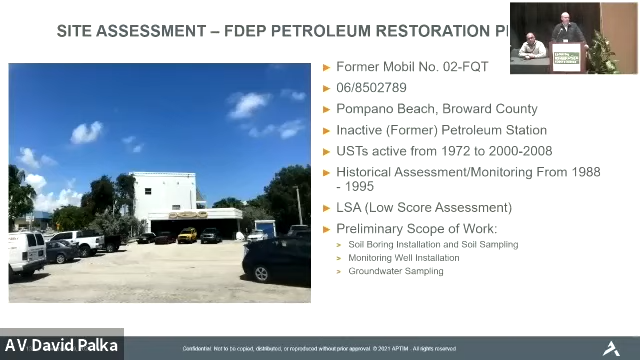 SITE ASSESSMENT – FDEP PETROLEUM RESTORATION
Former Mobil No. 02-FQT
06/8502789
Pompano Beach, Broward County
Inactive (Former) Petroleum Station
USTs active from 1972 to 2000-2008
Historical Assessment/Monitoring From 1988
- 1995
LSA (Low Score Assessment)
Preliminary Scope of Work:
Soil Boring Installation and Soil Sampling
Monitoring Well Installation
Groundwater Sampling
AV David Palka
Confidential: Not to be copied, distributed, or reproduced without prior approval. © 2021 APTIM - All rights reserved